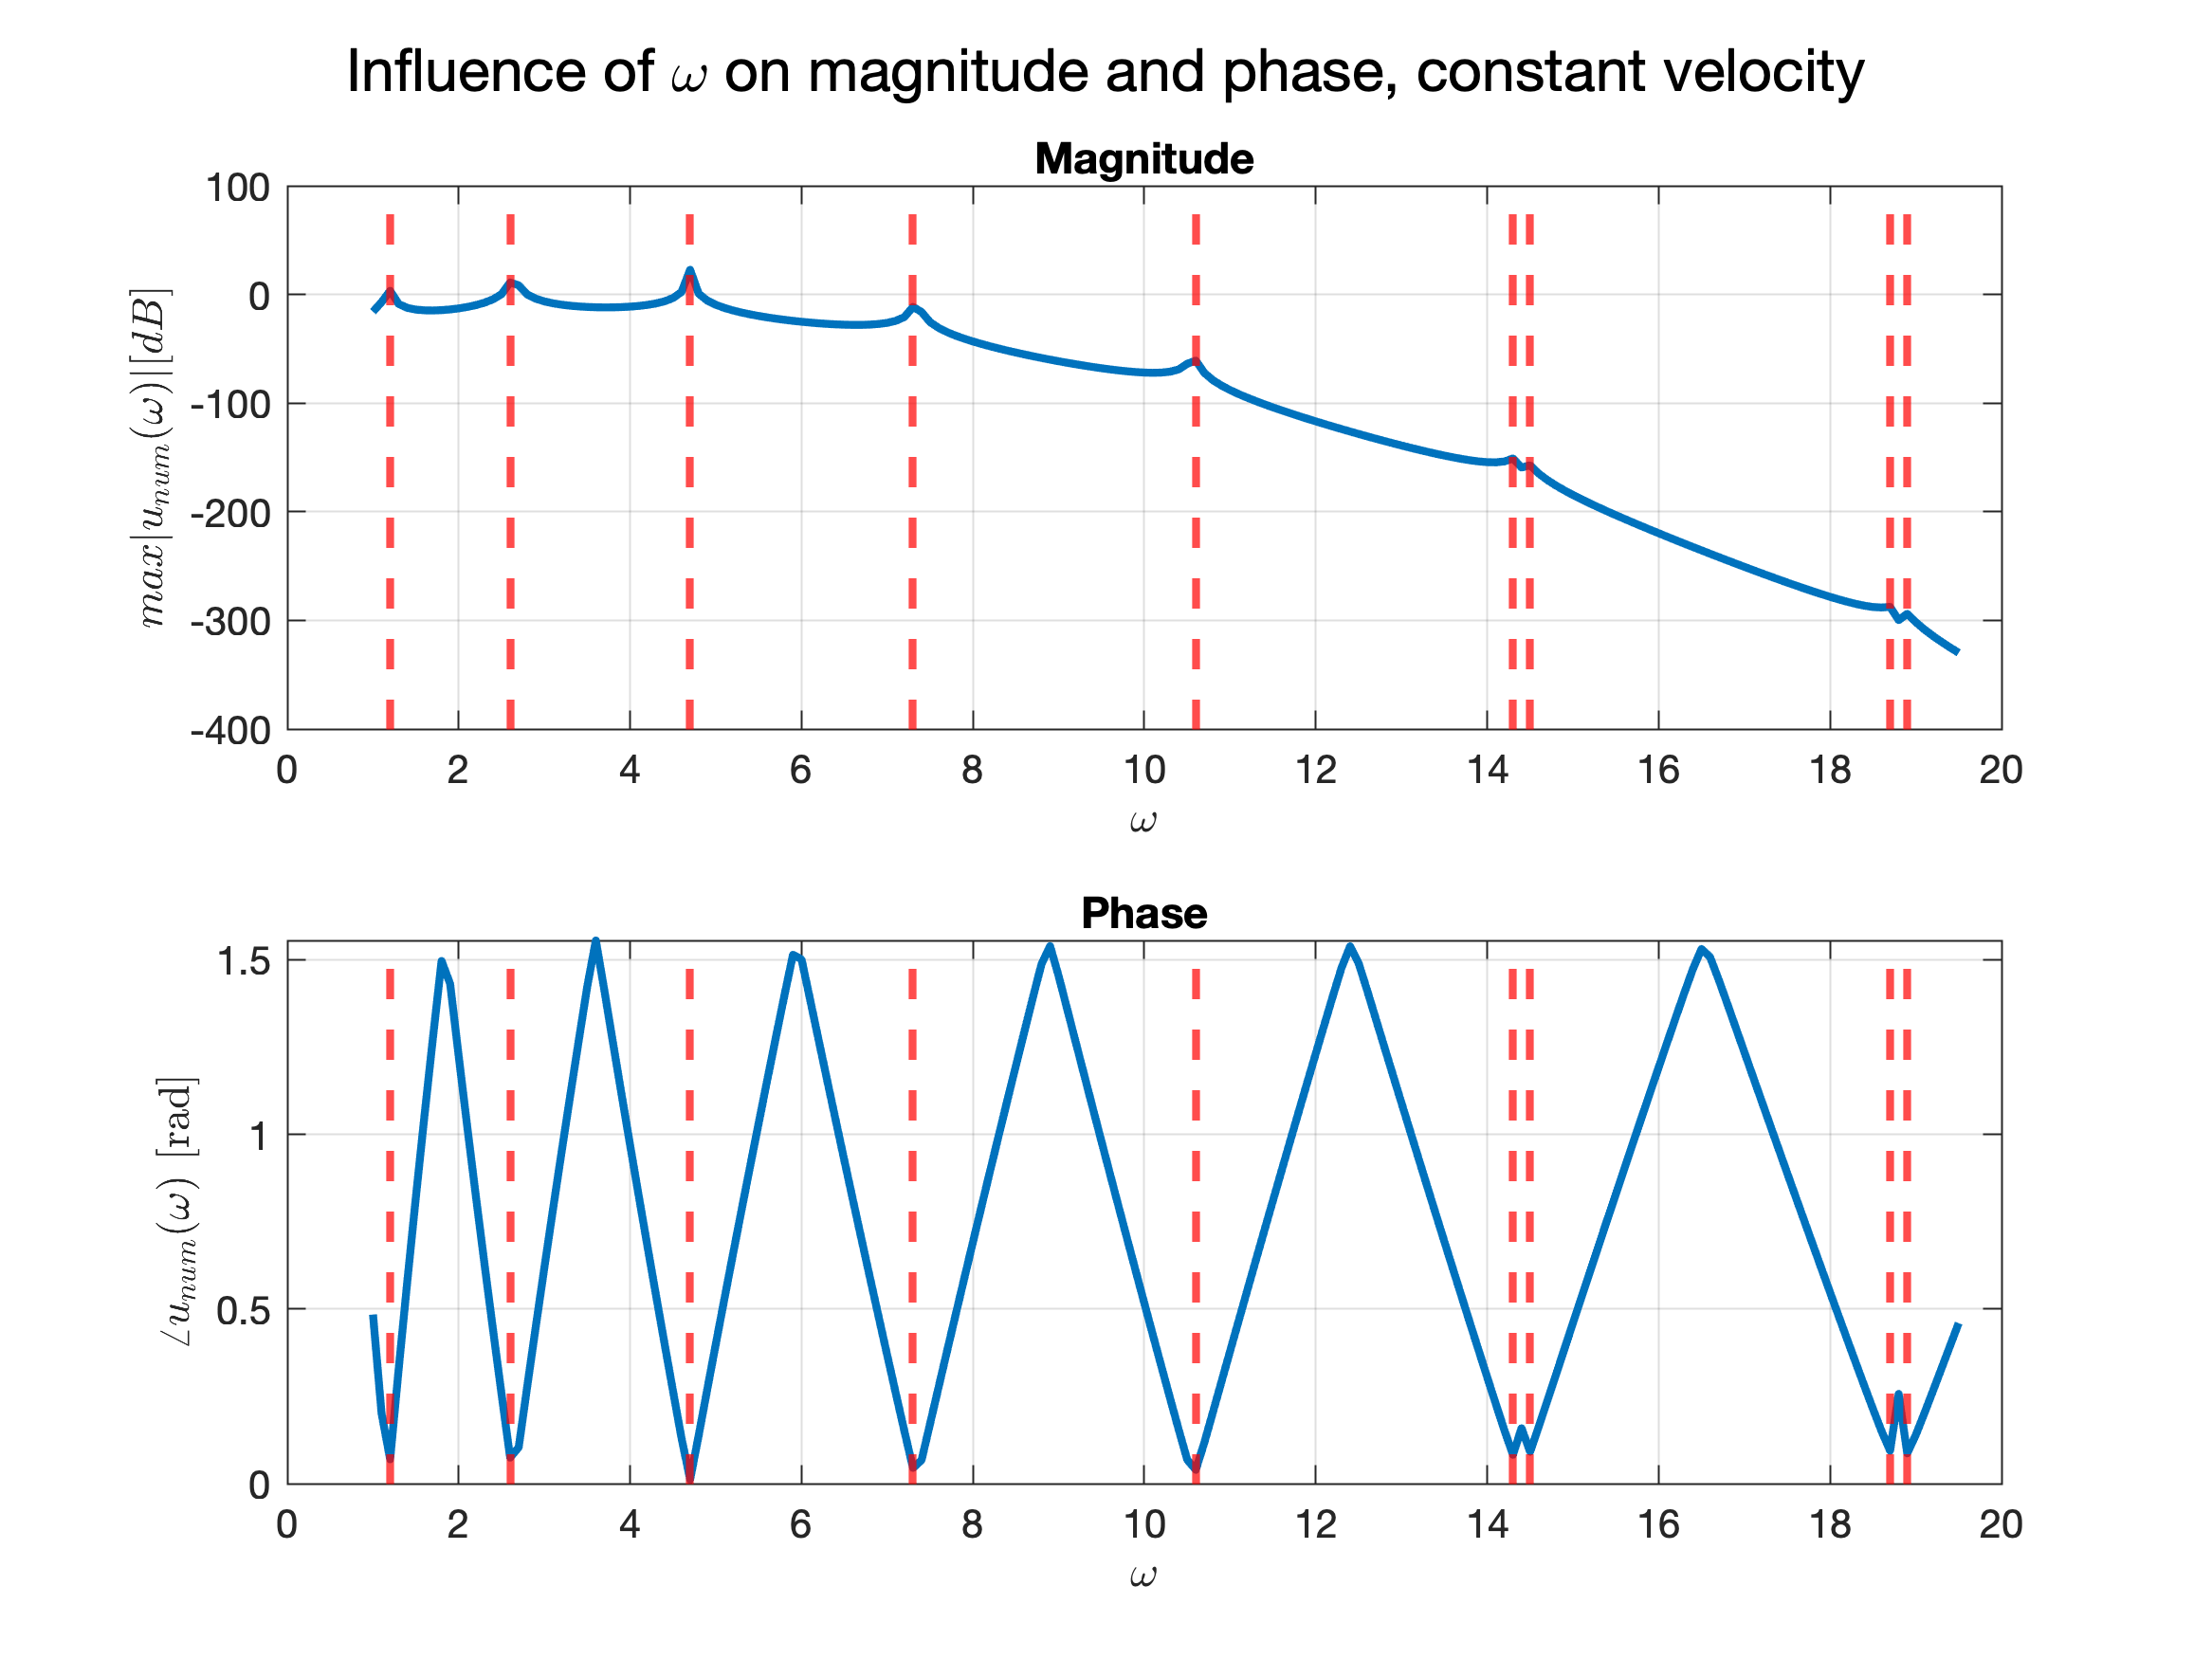 Influence of ω on magnitude and phase, constant velocity
Magnitude
max|u_num(ω)|[dB]
100
0
-100
-200
-300
-400
0 2 4 6 8 10 12 14 16 18 20
ω
Phase
∠u_num(ω) [rad]
1.5
1
0.5
0
0 2 4 6 8 10 12 14 16 18 20
ω